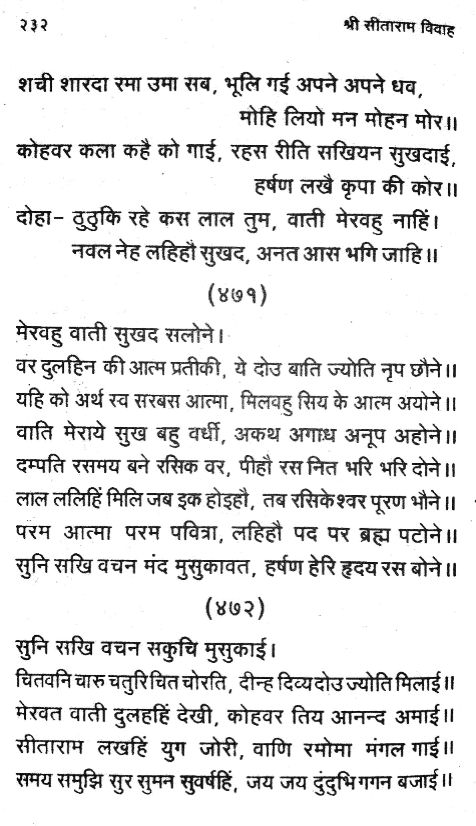 २३२ श्री सीताराम विवाह
शची शारदा रमा उमा सब, भूलि गई अपने अपने धव,
मोहि लियो मन मोहन मोर॥
कोहवर कला कहै को गाई, रहस रीति सखियन सुखदाई,
हर्षण लखै कृपा की कोर॥
दोहा- ठुठुकि रहे कस लाल तुम, वाती मेरवहु नाहिं।
नवल नेह लहिहौ सुखद, अनत आस भगि जाहि॥
(४७१)
मेरवहु वाती सुखद सलोने।
वर दुलहिन की आत्म प्रतीकी, ये दोउ बाति ज्योति नृप छौने॥
यहि को अर्थ स्व सरबस आत्मा, मिलवहु सिय के आत्म अयोने॥
वाति मेराये सुख बहु वर्धी, अकथ अगाध अनूप अहोने॥
दम्पति रसमय बने रसिक वर, पीहौ रस नित भरि भरि दोने॥
लाल ललिहिं मिलि जब इक होइहौ, तब रसिकेश्वर पूरण भौने॥
परम आत्मा परम पवित्रा, लहिहौ पद पर ब्रह्म पटोने॥
सुनि सखि वचन मंद मुसुकावत, हर्षण हेरि हृदय रस बोने॥
(४७२)
सुनि सखि वचन सकुचि मुसुकाई।
चितवनि चारु चतुरि चित चोरति, दीन्ह दिव्य दोउ ज्योति मिलाई॥
मेरवत वाती दुलहहिं देखी, कोहवर तिय आनन्द अमाई॥
सीताराम लखहिं युग जोरी, वाणि रमोमा मंगल गाई॥
समय समुझि सुर सुमन सुवर्षहिं, जय जय दुंदुभि गगन बजाई॥